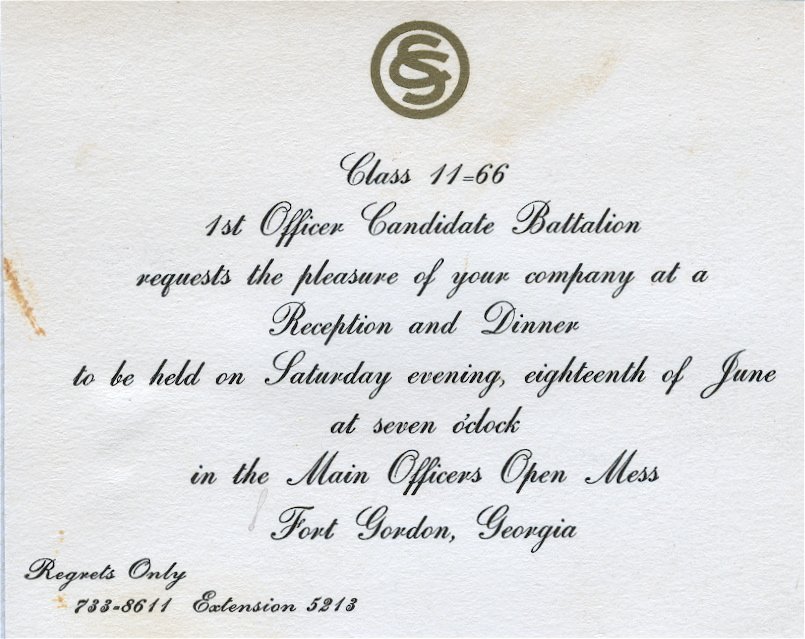 Class 11=66
1st Officer Candidate Battalion
requests the pleasure of your company at a
Reception and Dinner
to be held on Saturday evening, eighteenth of June
at seven o'clock
in the Main Officers Open Mess
Fort Gordon, Georgia
Regrets Only
733-8611 Extension 5213